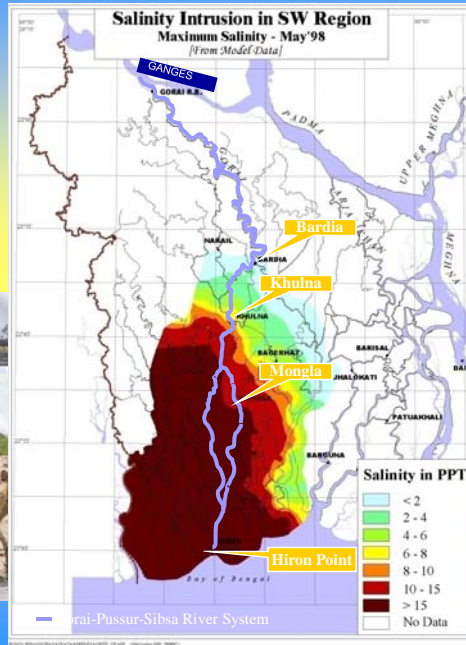 Salinity Intrusion in SW Region
Maximum Salinity - May'98
[From Model Data]
GANGES
GORAI R.B.
PADMA
UPPER MEGHNA
GORAI
NARAIL
Bardia
BARDIA
Khulna
KHULNA
BAGERHAT
BARISAL
Mongla
JHALOKATI
PATUAKHALI
BARGUNA
Salinity in PPT
< 2
2 - 4
4 - 6
6 - 8
8 - 10
10 - 15
> 15
No Data
Hiron Point
Bay of Bengal
orai-Pussur-Sibsa River System